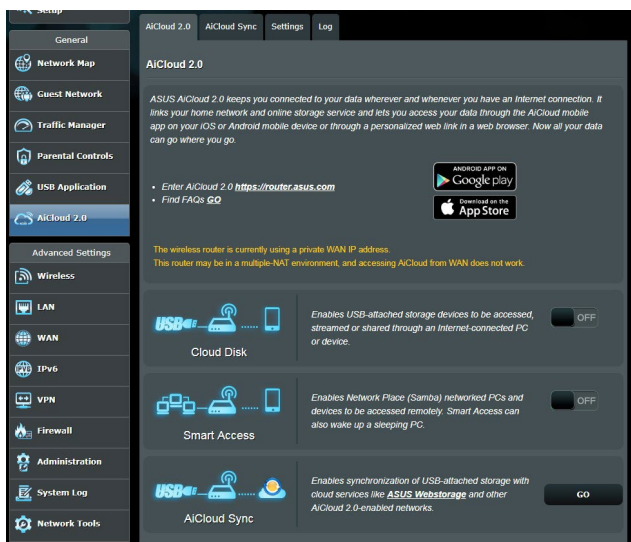 Setup
General
Network Map
Guest Network
Traffic Manager
Parental Controls
USB Application
AiCloud 2.0
Advanced Settings
Wireless
LAN
WAN
IPv6
VPN
Firewall
Administration
System Log
Network Tools
AiCloud 2.0 AiCloud Sync Settings Log
AiCloud 2.0
ASUS AiCloud 2.0 keeps you connected to your data wherever and whenever you have an Internet connection. It
links your home network and online storage service and lets you access your data through the AiCloud mobile
app on your iOS or Android mobile device or through a personalized web link in a web browser. Now all your data
can go where you go.
• Enter AiCloud 2.0 https://router.asus.com
• Find FAQs GO
ANDROID APP ON
Google play
Download on the
App Store
The wireless router is currently using a private WAN IP address.
This router may be in a multiple-NAT environment, and accessing AiCloud from WAN does not work.
USB
Cloud Disk
Enables USB-attached storage devices to be accessed,
streamed or shared through an Internet-connected PC
or device.
OFF
Smart Access
Enables Network Place (Samba) networked PCs and
devices to be accessed remotely. Smart Access can
also wake up a sleeping PC.
OFF
USB
AiCloud Sync
Enables synchronization of USB-attached storage with
cloud services like ASUS Webstorage and other
AiCloud 2.0-enabled networks.
GO